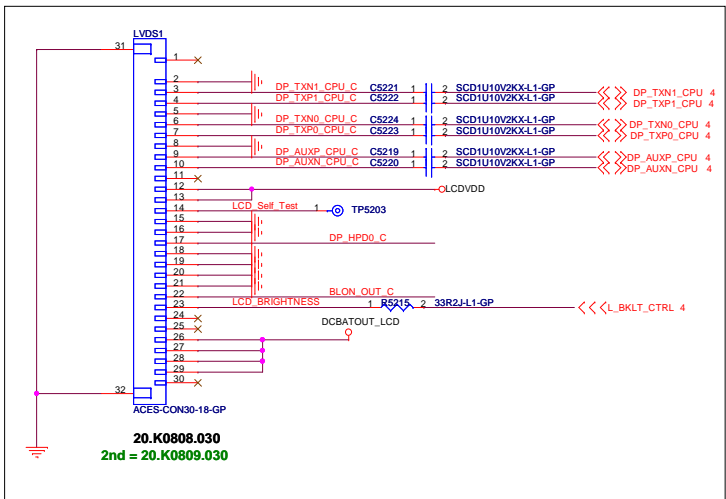 LVDS1
31
1
2
3 DP_TXN1_CPU_C C5221 1 2 SCD1U10V2KX-L1-GP DP_TXN1_CPU 4
4 DP_TXP1_CPU_C C5222 1 2 SCD1U10V2KX-L1-GP DP_TXP1_CPU 4
5
6 DP_TXN0_CPU_C C5224 1 2 SCD1U10V2KX-L1-GP DP_TXN0_CPU 4
7 DP_TXP0_CPU_C C5223 1 2 SCD1U10V2KX-L1-GP DP_TXP0_CPU 4
8
9 DP_AUXP_CPU_C C5219 1 2 SCD1U10V2KX-L1-GP DP_AUXP_CPU 4
10 DP_AUXN_CPU_C C5220 1 2 SCD1U10V2KX-L1-GP DP_AUXN_CPU 4
11
12 LCDVDD
13
14 LCD_Self_Test 1 TP5203
15
16
17 DP_HPD0_C
18
19
20
21
22 BLON_OUT_C
23 LCD_BRIGHTNESS 1 R5215 2 33R2J-L1-GP L_BKLT_CTRL 4
24
25 DCBATOUT_LCD
26
27
28
29
30
32
ACES-CON30-18-GP
20.K0808.030
2nd = 20.K0809.030